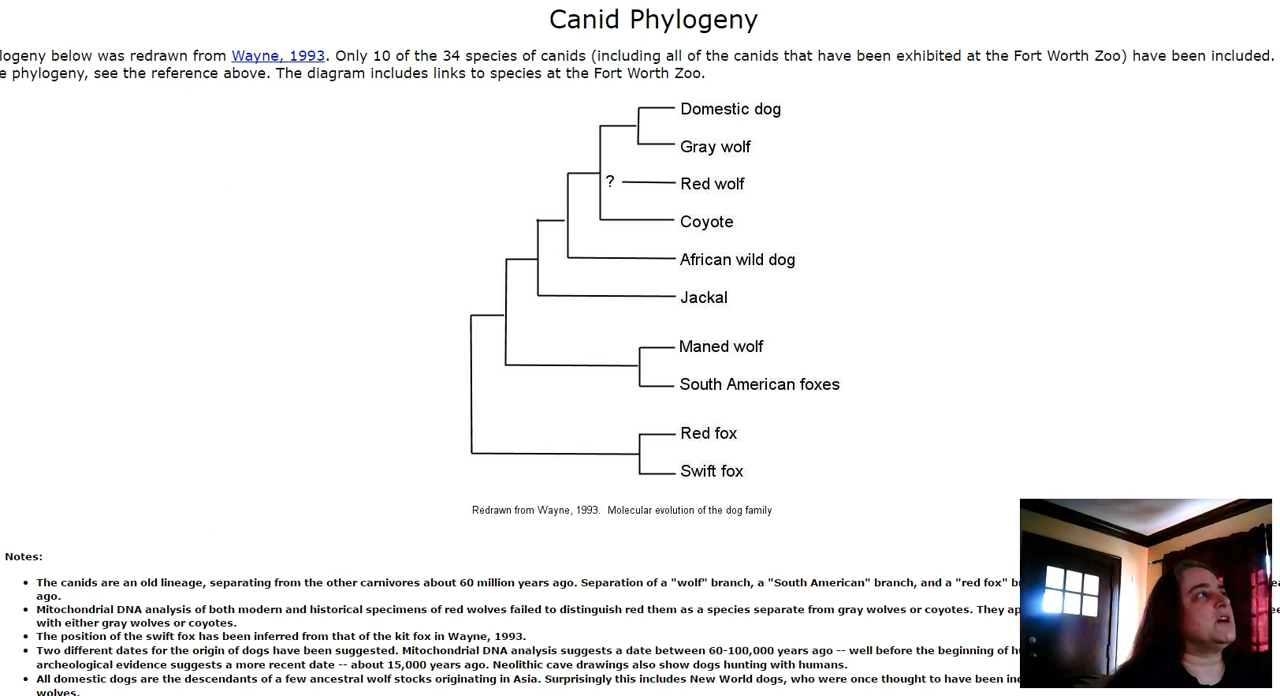 Canid Phylogeny
logeny below was redrawn from Wayne, 1993. Only 10 of the 34 species of canids (including all of the canids that have been exhibited at the Fort Worth Zoo) have been included.
e phylogeny, see the reference above. The diagram includes links to species at the Fort Worth Zoo.
Domestic dog
Gray wolf
? Red wolf
Coyote
African wild dog
Jackal
Maned wolf
South American foxes
Red fox
Swift fox
Redrawn from Wayne, 1993. Molecular evolution of the dog family
Notes:
• The canids are an old lineage, separating from the other carnivores about 60 million years ago. Separation of a "wolf" branch, a "South American" branch, and a "red fox"
ago.
• Mitochondrial DNA analysis of both modern and historical specimens of red wolves failed to distinguish red them as a species separate from gray wolves or coyotes. They
with either gray wolves or coyotes.
• The position of the swift fox has been inferred from that of the kit fox in Wayne, 1993.
• Two different dates for the origin of dogs have been suggested. Mitochondrial DNA analysis suggests a date between 60-100,000 years ago -- well before the beginning of
archeological evidence suggests a more recent date -- about 15,000 years ago. Neolithic cave drawings also show dogs hunting with humans.
• All domestic dogs are the descendants of a few ancestral wolf stocks originating in Asia. Surprisingly this includes New World dogs, who were once thought to have been
wolves.